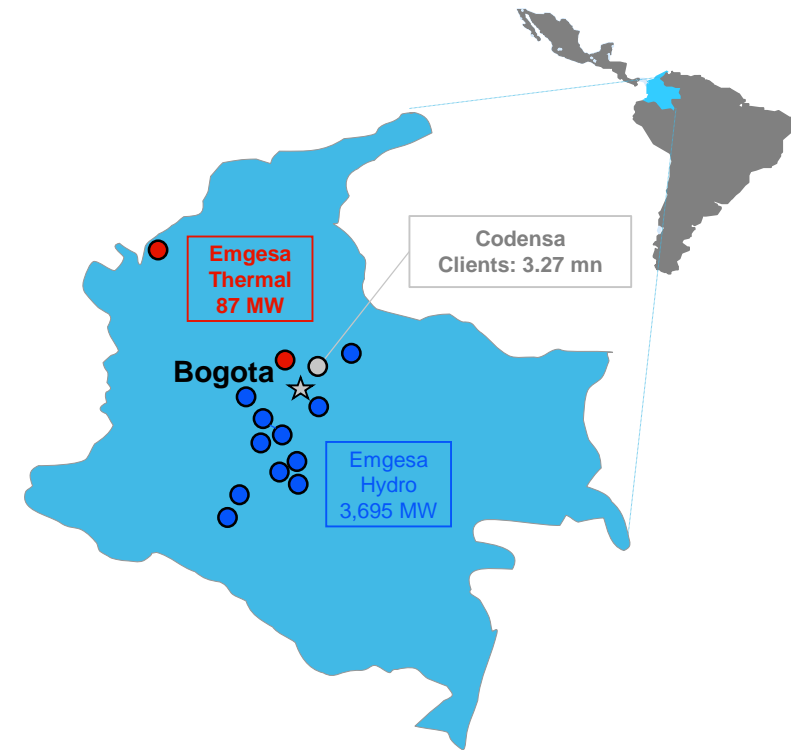 Emgesa
Thermal
87 MW
Codensa
Clients: 3.27 mn
Bogota
Emgesa
Hydro
3,695 MW